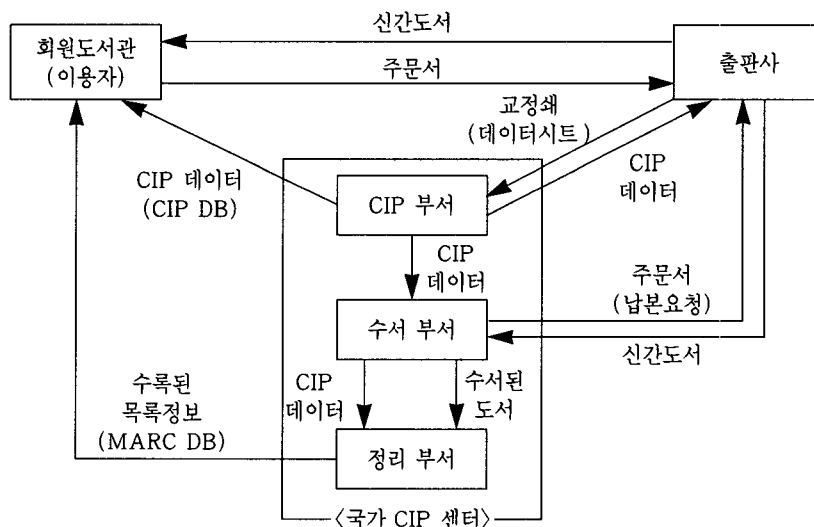 신간도서
회원도서관
(이용자)
출판사
주문서
교정쇄
(데이터시트)
CIP 데이터
(CIP DB)
CIP
데이터
CIP 부서
CIP
데이터
주문서
(납본요청)
수서 부서
신간도서
수록된
목록정보
(MARC DB)
CIP
데이터
수서된
도서
정리 부서
〈국가 CIP 센터〉